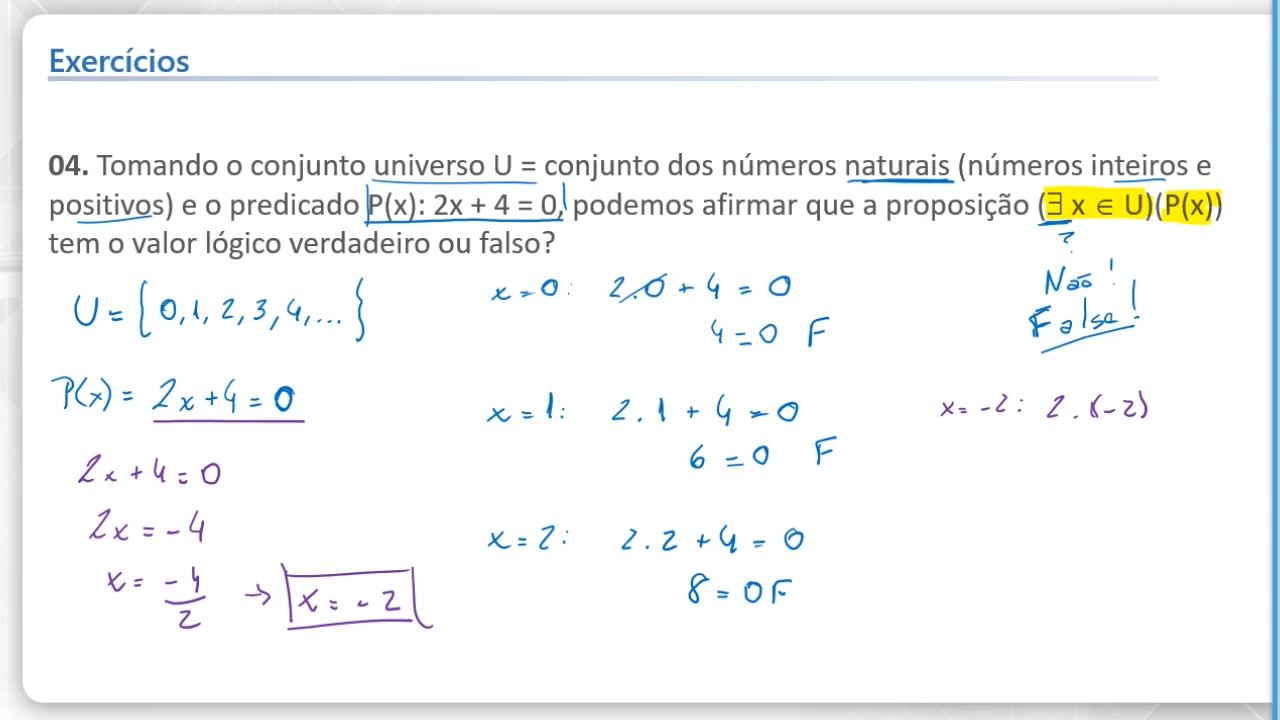 Exercícios
04. Tomando o conjunto universo U = conjunto dos números naturais (números inteiros e
positivos) e o predicado P(x): 2x + 4 = 0, podemos afirmar que a proposição (∃ x ∈ U)(P(x))
tem o valor lógico verdadeiro ou falso?
?
Não!
Falsa!
U = {0, 1, 2, 3, 4, ...}
P(x) = 2x + 4 = 0
2x + 4 = 0
2x = -4
x = -4/2 → x = -2
x = 0: 2.0 + 4 = 0
4 = 0 F
x = 1: 2.1 + 4 = 0
6 = 0 F
x = 2: 2.2 + 4 = 0
8 = 0 F
x = -2: 2.(-2)